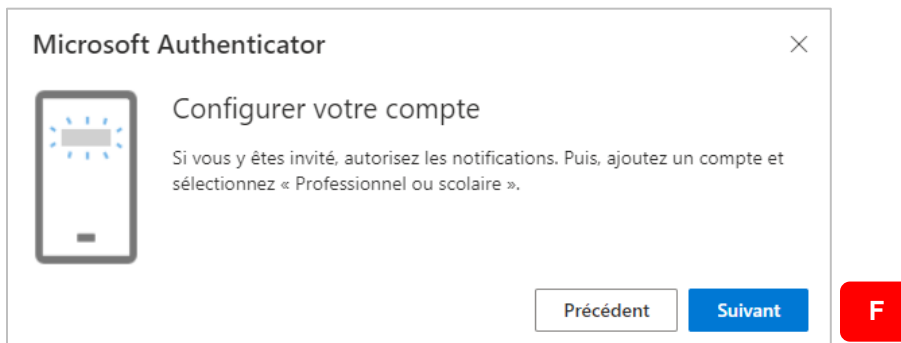 Microsoft Authenticator
Configurer votre compte
Si vous y êtes invité, autorisez les notifications. Puis, ajoutez un compte et
sélectionnez « Professionnel ou scolaire ».
Précédent
Suivant
F